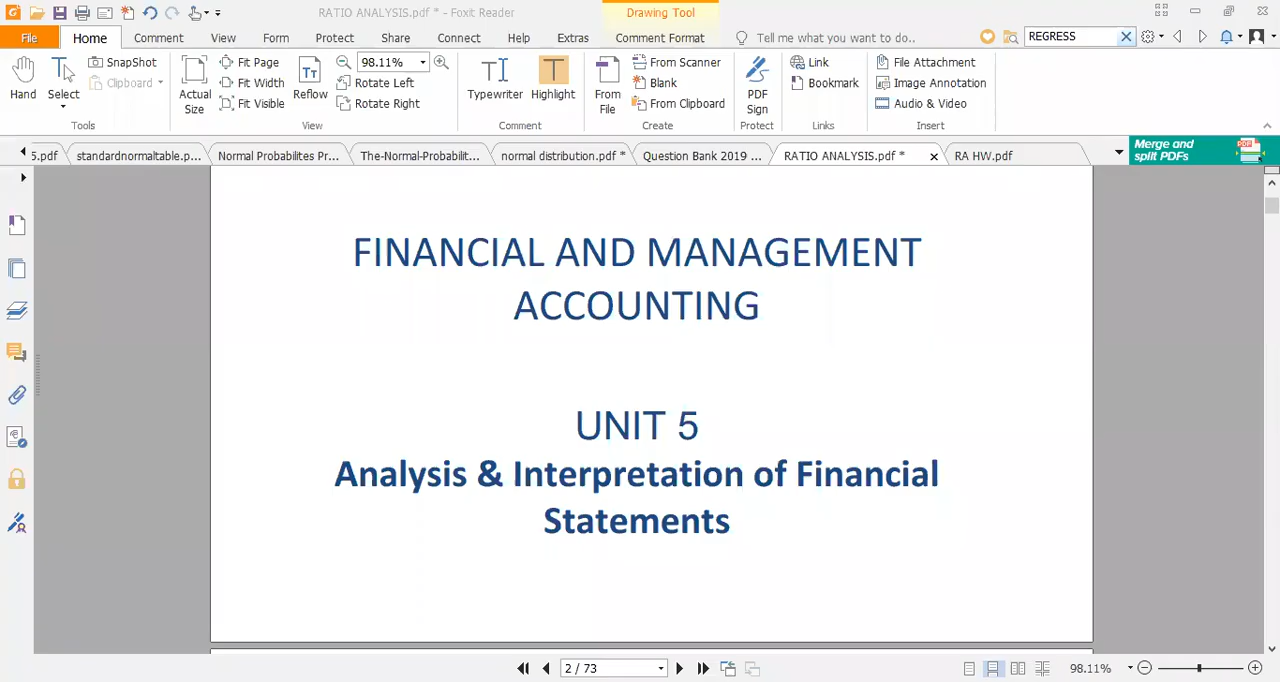 RATIO ANALYSIS.pdf * - Foxit Reader
Drawing Tool
File Home Comment View Form Protect Share Connect Help Extras Comment Format Tell me what you want to do.. REGRESS
Hand
Select
SnapShot
Clipboard
Tools
Actual Size
Fit Page
Fit Width
Fit Visible
Reflow
98.11%
Rotate Left
Rotate Right
View
Typewriter
Highlight
Comment
From File
From Scanner
Blank
From Clipboard
Create
PDF Sign
Protect
Link
Bookmark
Links
File Attachment
Image Annotation
Audio & Video
Insert
5.pdf standardnormaltable.p... Normal Probabilites Pr... The-Normal-Probabilit... normal distribution.pdf * Question Bank 2019 ... RATIO ANALYSIS.pdf * RA HW.pdf
Merge and
split PDFs
FINANCIAL AND MANAGEMENT
ACCOUNTING
UNIT 5
Analysis & Interpretation of Financial
Statements
2 / 73
98.11%